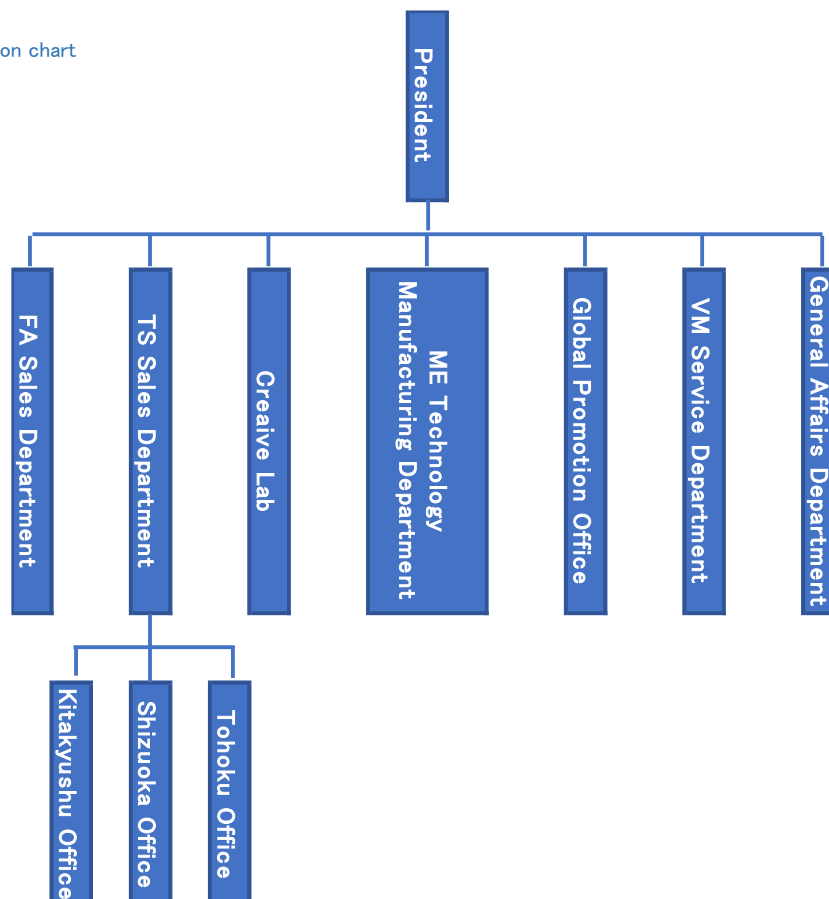 on chart
President
FA Sales Department
TS Sales Department
Creaive Lab
ME Technology
Manufacturing Department
Global Promotion Office
VM Service Department
General Affairs Department
Kitakyushu Office
Shizuoka Office
Tohoku Office